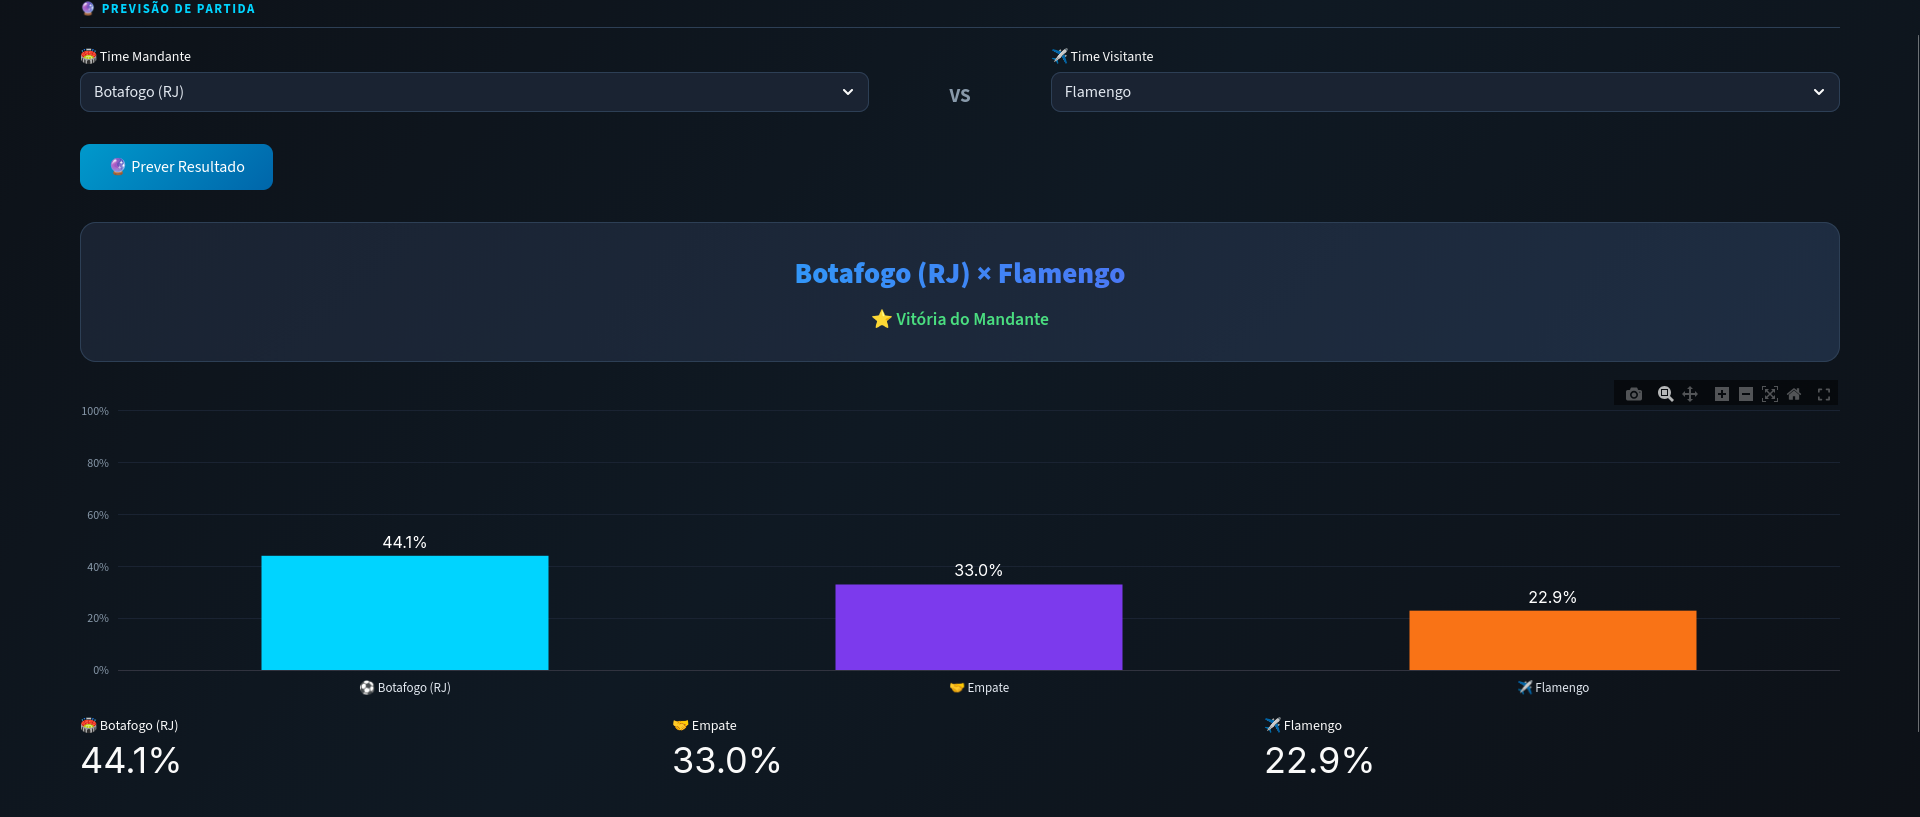 🔮 PREVISÃO DE PARTIDA
🏟️ Time Mandante
✈️ Time Visitante
Botafogo (RJ)
VS
Flamengo
🔮 Prever Resultado
Botafogo (RJ) × Flamengo
⭐ Vitória do Mandante
100%
80%
60%
40%
20%
0%
44.1%
33.0%
22.9%
⚽ Botafogo (RJ)
🤝 Empate
✈️ Flamengo
🏟️ Botafogo (RJ)
🤝 Empate
✈️ Flamengo
44.1%
33.0%
22.9%